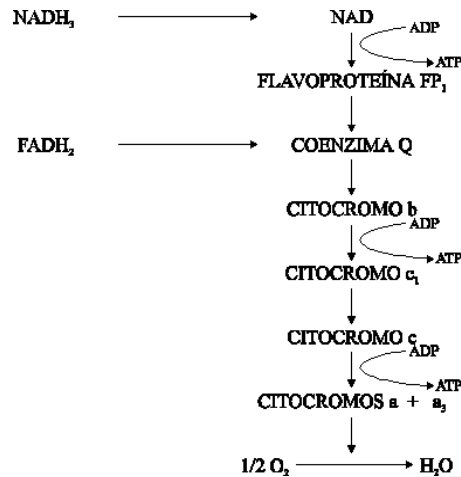 NADH₃ NAD
ADP
ATP
FLAVOPROTEÍNA FP₁
FADH₂ COENZIMA Q
CITOCROMO b
ADP
ATP
CITOCROMO c₁
CITOCROMO c
ADP
ATP
CITOCROMOS a + a₃
1/2 O₂ H₂O